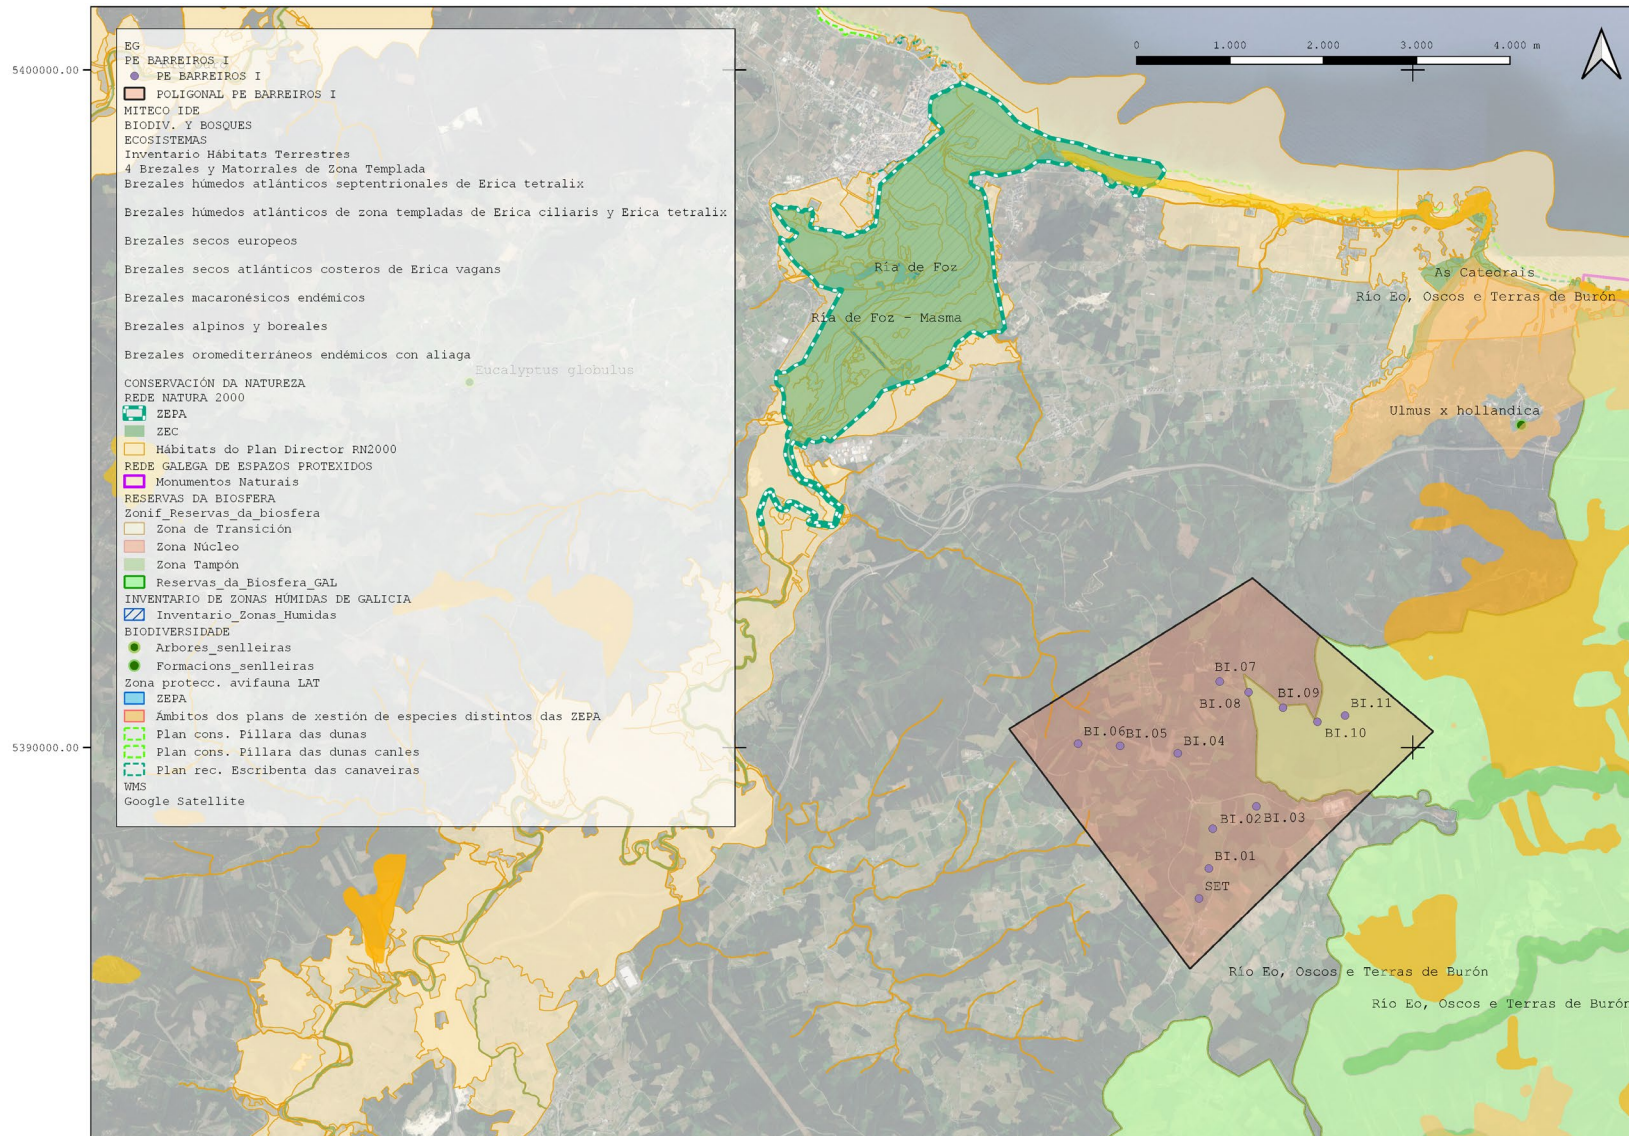 5400000.00
5390000.00
EG
PE BARREIROS I
PE BARREIROS I
POLIGONAL PE BARREIROS I
MITECO IDE
BIODIV. Y BOSQUES
ECOSISTEMAS
Inventario Hábitats Terrestres
4 Brezales y Matorrales de Zona Templada
Brezales húmedos atlánticos septentrionales de Erica tetralix
Brezales húmedos atlánticos de zona templadas de Erica ciliaris y Erica tetralix
Brezales secos europeos
Brezales secos atlánticos costeros de Erica vagans
Brezales macaronésicos endémicos
Brezales alpinos y boreales
Brezales oromediterráneos endémicos con aliaga
CONSERVACIÓN DA NATUREZA
REDE NATURA 2000
ZEPA
ZEC
Hábitats do Plan Director RN2000
REDE GALEGA DE ESPAZOS PROTEXIDOS
Monumentos Naturais
RESERVAS DA BIOSFERA
Zonif_Reservas_da_biosfera
Zona de Transición
Zona Núcleo
Zona Tampón
Reservas_da_Biosfera_GAL
INVENTARIO DE ZONAS HÚMIDAS DE GALICIA
Inventario_Zonas_Humidas
BIODIVERSIDADE
Arbores_senlleiras
Formacions_senlleiras
Zona protecc. avifauna LAT
ZEPA
Ámbitos dos plans de xestión de especies distintos das ZEPA
Plan cons. Píllara das dunas
Plan cons. Píllara das dunas canles
Plan rec. Escribenta das canaveiras
WMS
Google Satellite
Eucalyptus globulus
0 1.000 2.000 3.000 4.000 m
Ría de Foz
Ría de Foz - Masma
As Catedrais
Río Eo, Oscos e Terras de Burón
Ulmus x hollandica
BI.07
BI.08
BI.09
BI.11
BI.10
BI.06
BI.05
BI.04
BI.02
BI.03
BI.01
SET
Río Eo, Oscos e Terras de Burón
Río Eo, Oscos e Terras de Burón